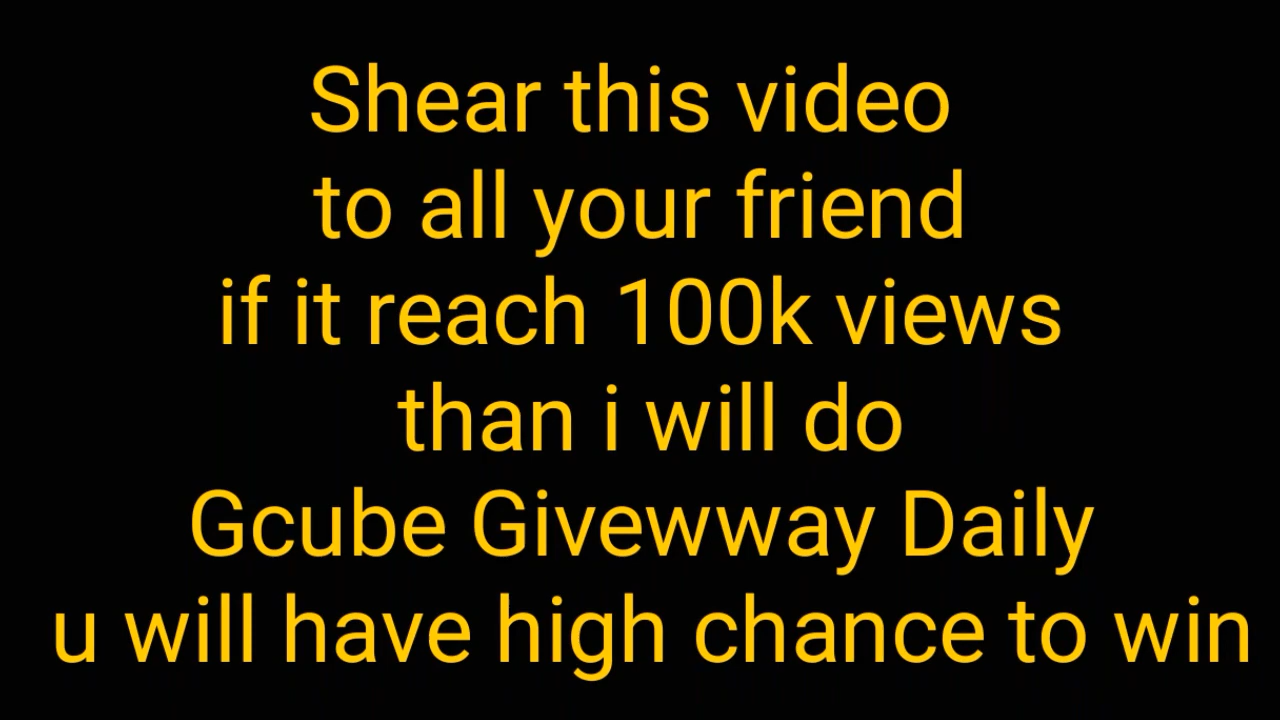 Shear this video
to all your friend
if it reach 100k views
than i will do
Gcube Givewway Daily
u will have high chance to win